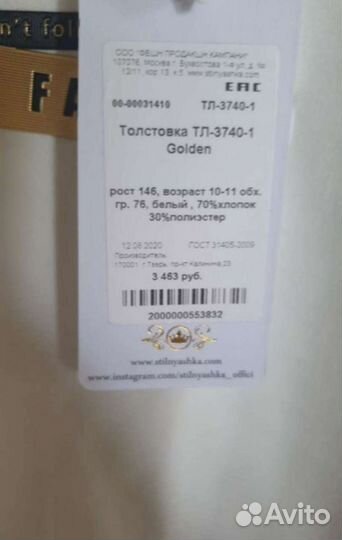 n't foll
F A
ООО "ФЕШН ПРОДАКШН КАМПАНИ"
107076, Москва г, Бухвостова 1-я ул, д. №
12/11, кор 13, к.5 www.stilnyashka.com
EAC
00-00031410 ТЛ-3740-1
Толстовка ТЛ-3740-1
Golden
рост 146, возраст 10-11 обх.
гр. 76, белый , 70%хлопок
30%полиэстер
12.08.2020 ГОСТ 31405-2009
Производитель
170001 г.Тверь, пр-кт Калинина,23
3 463 руб.
2000000553832
www.stilnyashka.com
www.instagram.com/stilnyashka_offici
Avito